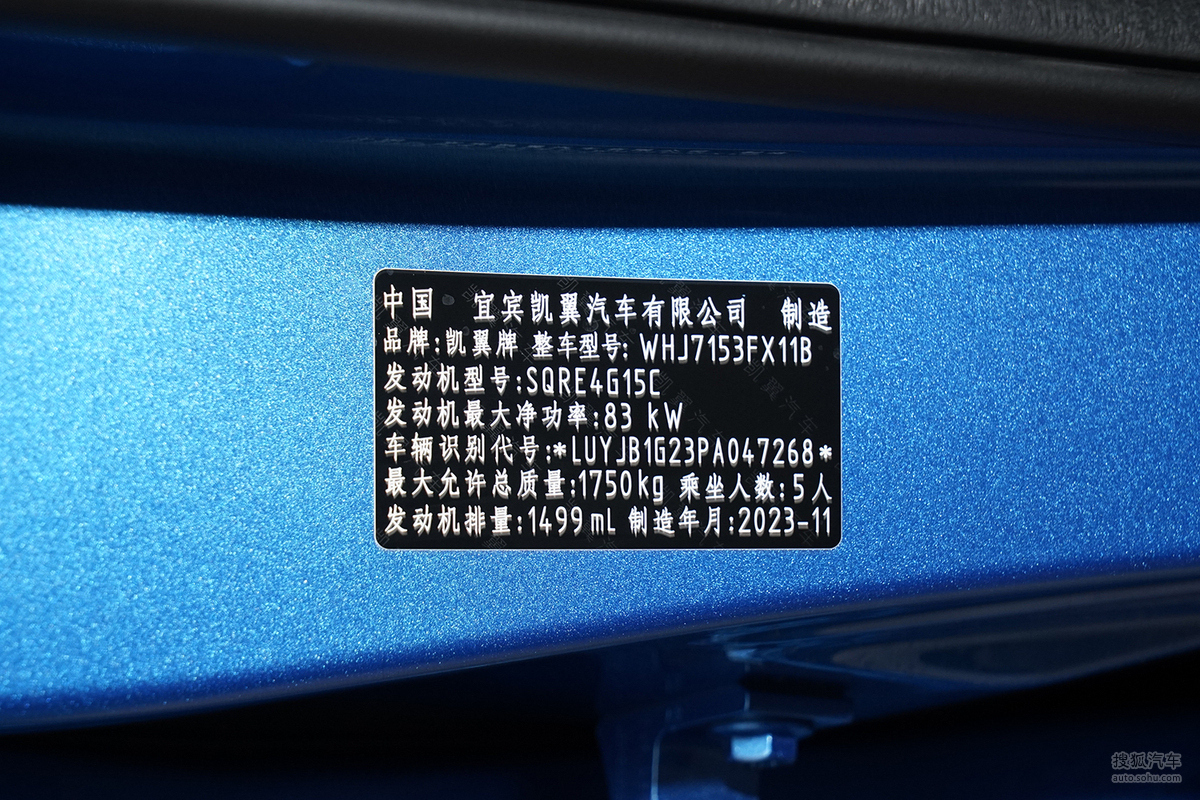 中国 宜宾凯翼汽车有限公司 制造
品牌:凯翼牌 整车型号:WHJ7153FX11B
发动机型号:SQRE4G15C
发动机最大净功率:83 kW
车辆识别代号:*LUYJB1G23PA047268*
最大允许总质量:1750kg 乘坐人数:5人
发动机排量:1499mL 制造年月:2023-11
搜狐汽车
auto.sohu.com